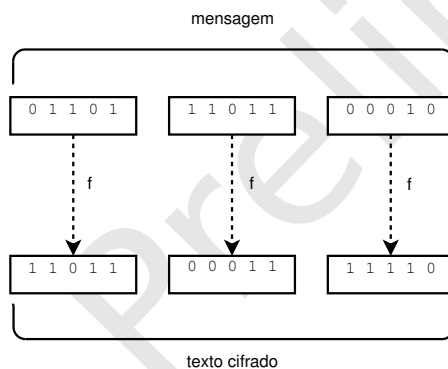 mensagem
0 1 1 0 1 1 1 0 1 1 0 0 0 1 0
f f f
1 1 0 1 1 0 0 0 1 1 1 1 1 1 0
texto cifrado
Preli